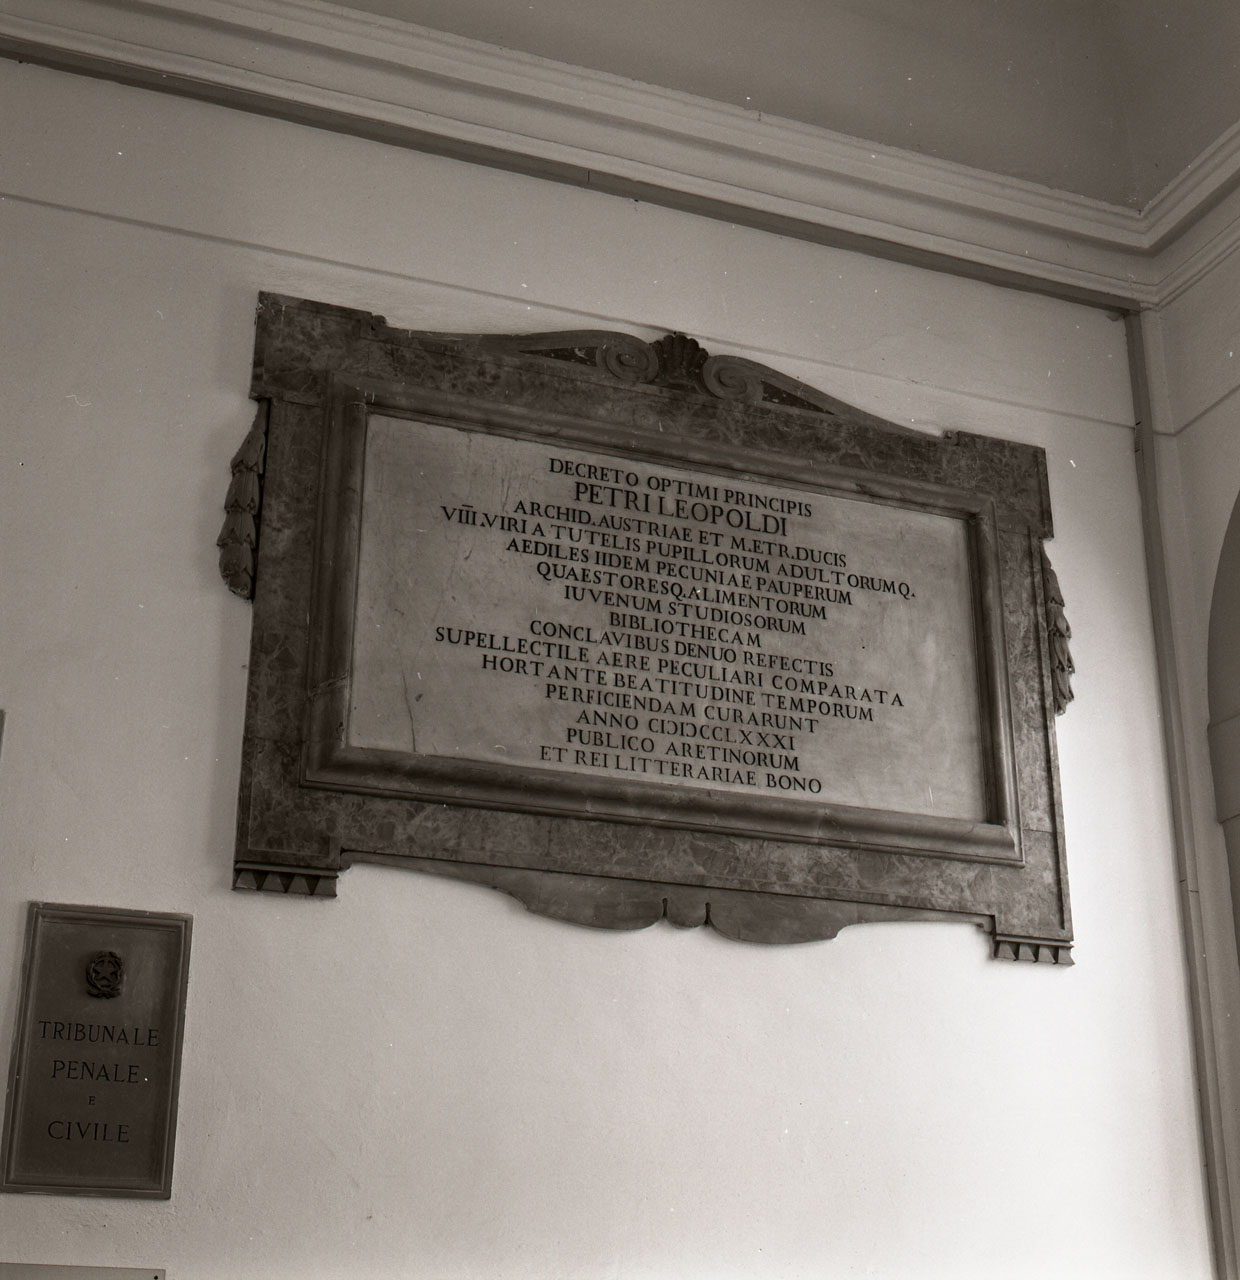 DECRETO OPTIMI PRINCIPIS
PETRI LEOPOLDI
ARCHID. AUSTRIAE ET M. ETR. DUCIS
VIII. VIRI A TUTELIS PUPILLORUM ADULTORUMQ.
AEDILES IIDEM PECUNIAE PAUPERUM
QUAESTORESQ. ALIMENTORUM
IUVENUM STUDIOSORUM
BIBLIOTHECAM
CONCLAVIBUS DENUO REFECTIS
SUPELLECTILE AERE PECULIARI COMPARATA
HORTANTE BEATITUDINE TEMPORUM
PERFICIENDAM CURARUNT
ANNO CIƆIƆCCLXXXI
PUBLICO ARETINORUM
ET REI LITTERARIAE BONO
TRIBUNALE
PENALE
E
CIVILE